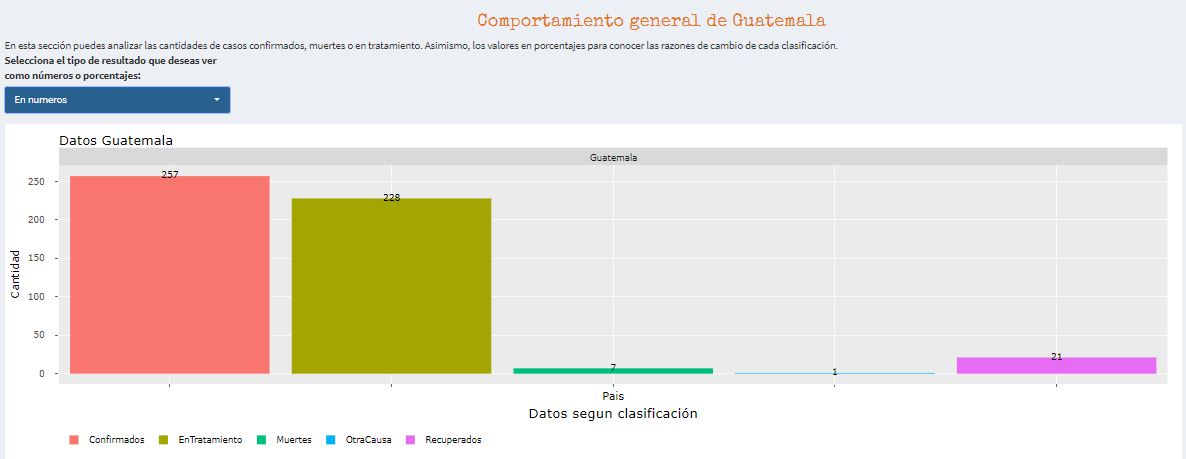 Comportamiento general de Guatemala
En esta sección puedes analizar las cantidades de casos confirmados, muertes o en tratamiento. Asimismo, los valores en porcentajes para conocer las razones de cambio de cada clasificación.
Selecciona el tipo de resultado que deseas ver
como números o porcentajes:
En numeros
Datos Guatemala
Guatemala
257
228
7
1
21
250
200
150
100
50
0
Cantidad
Pais
Datos segun clasificación
Confirmados EnTratamiento Muertes OtraCausa Recuperados